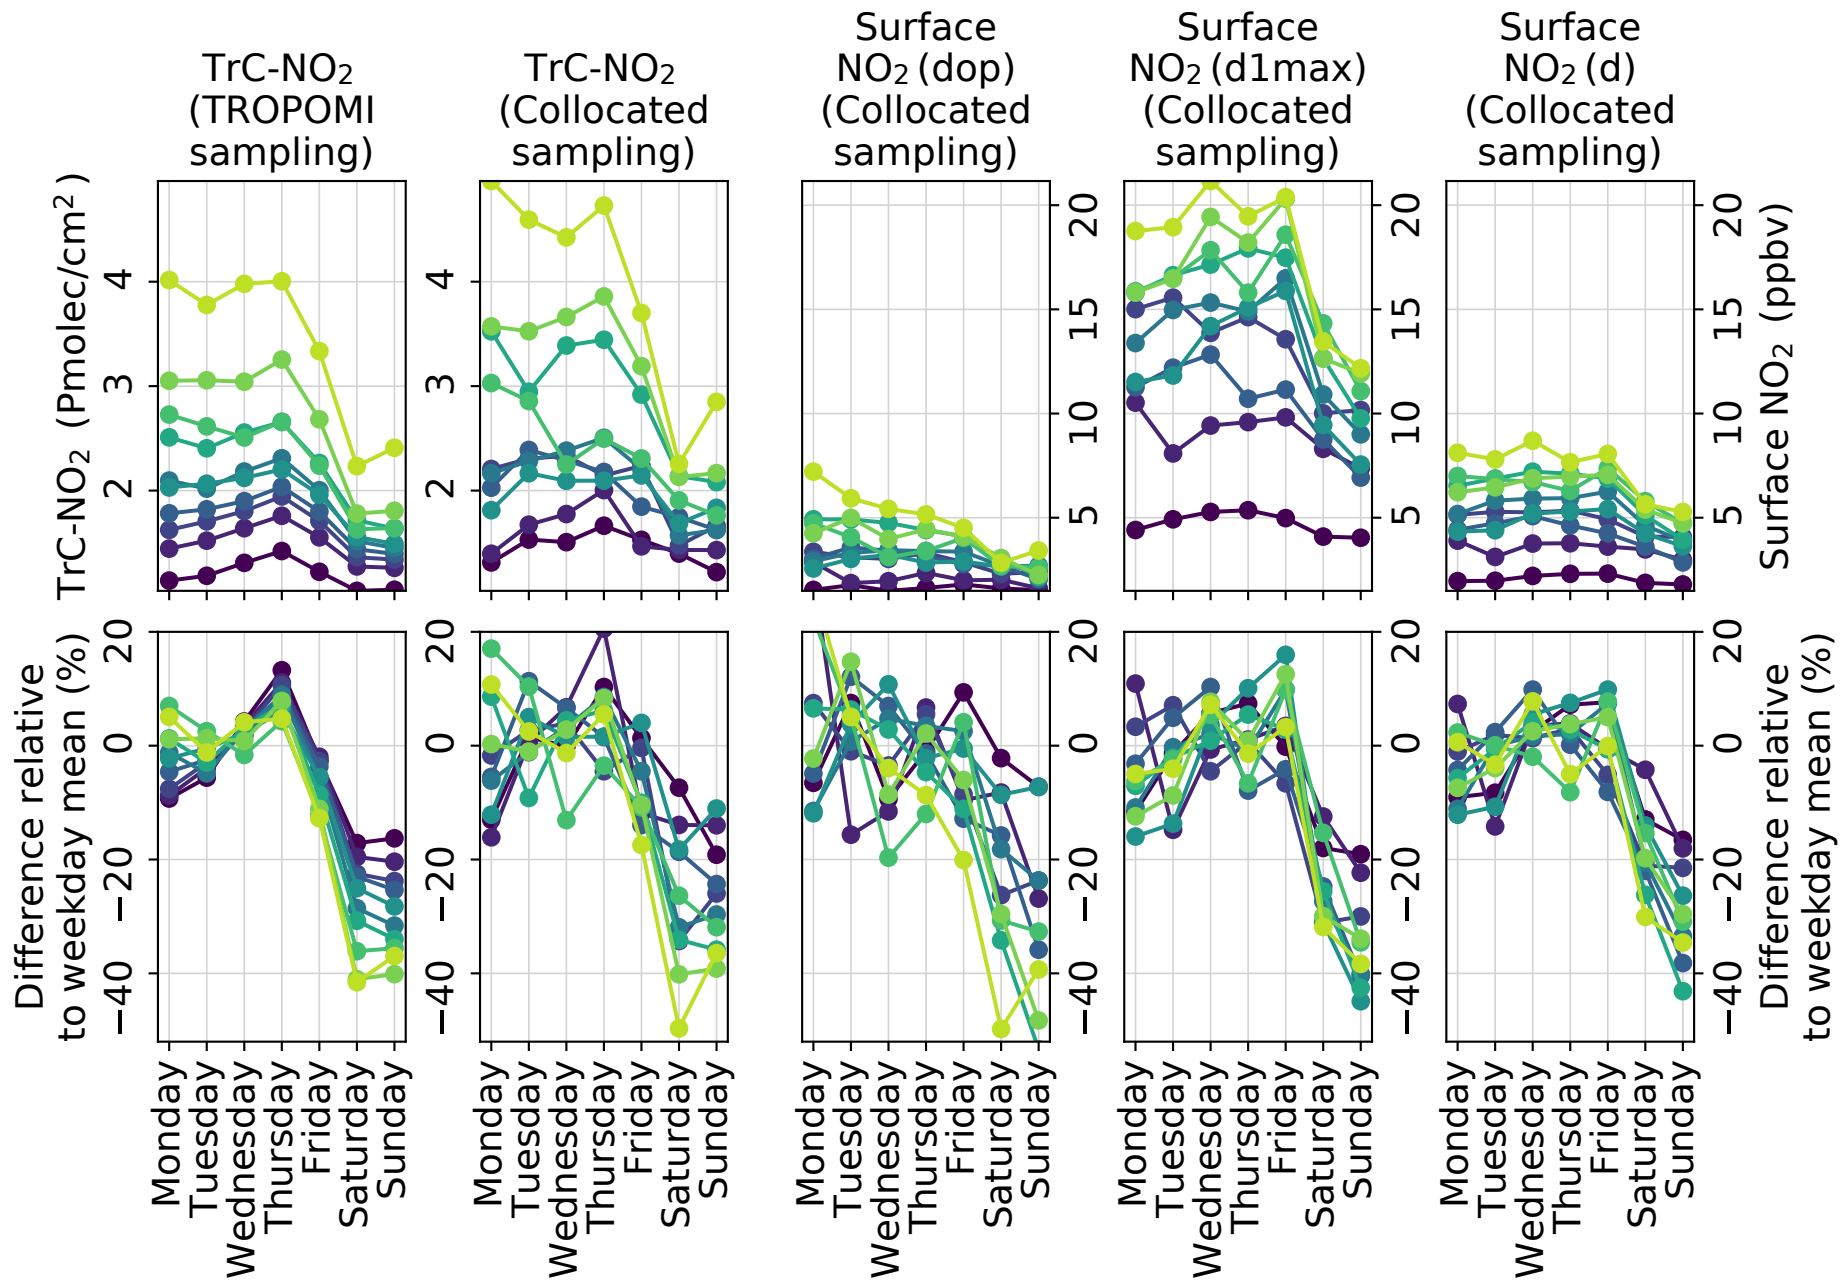 TrC-NO₂
(TROPOMI
sampling)
TrC-NO₂
(Collocated
sampling)
Surface
NO₂ (dop)
(Collocated
sampling)
Surface
NO₂ (d1max)
(Collocated
sampling)
Surface
NO₂ (d)
(Collocated
sampling)
TrC-NO₂ (Pmolec/cm²)
4
3
2
4
3
2
20
15
10
5
20
15
10
5
20
15
10
5
Surface NO₂ (ppbv)
Difference relative
to weekday mean (%)
20
0
−20
−40
20
0
−20
−40
20
0
−20
−40
20
0
−20
−40
20
0
−20
−40
Difference relative
to weekday mean (%)
Monday
Tuesday
Wednesday
Thursday
Friday
Saturday
Sunday
Monday
Tuesday
Wednesday
Thursday
Friday
Saturday
Sunday
Monday
Tuesday
Wednesday
Thursday
Friday
Saturday
Sunday
Monday
Tuesday
Wednesday
Thursday
Friday
Saturday
Sunday
Monday
Tuesday
Wednesday
Thursday
Friday
Saturday
Sunday